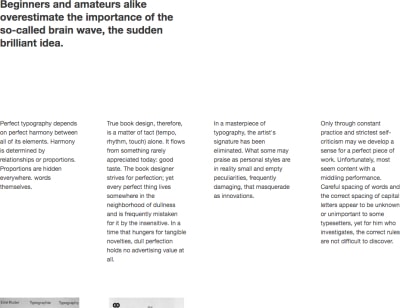 Beginners and amateurs alike
overestimate the importance of the
so-called brain wave, the sudden
brilliant idea.
Perfect typography depends
on perfect harmony between
all of its elements. Harmony
is determined by
relationships or proportions.
Proportions are hidden
everywhere. words
themselves.
True book design, therefore,
is a matter of tact (tempo,
rhythm, touch) alone. It flows
from something rarely
appreciated today: good
taste. The book designer
strives for perfection; yet
every perfect thing lives
somewhere in the
neighborhood of dullness
and is frequently mistaken
for it by the insensitive. In a
time that hungers for tangible
novelties, dull perfection
holds no advertising value at
all.
In a masterpiece of
typography, the artist's
signature has been
eliminated. What some may
praise as personal styles are
in reality small and empty
peculiarities, frequently
damaging, that masquerade
as innovations.
Only through constant
practice and strictest self-
criticism may we develop a
sense for a perfect piece of
work. Unfortunately, most
seem content with a
middling performance.
Careful spacing of words and
the correct spacing of capital
letters appear to be unknown
or unimportant to some
typesetters, yet for him who
investigates, the correct rules
are not difficult to discover.
Emil Ruder Typographie Typography